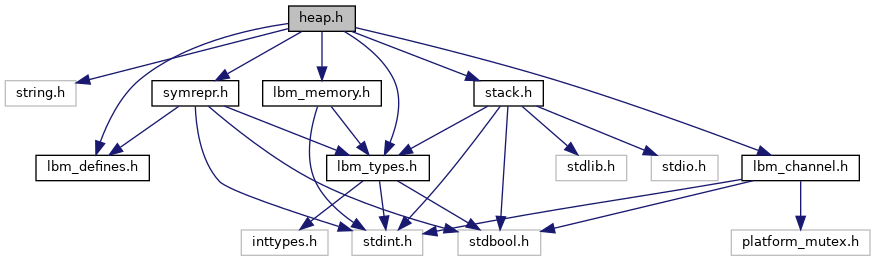 heap.h
string.h
symrepr.h
lbm_memory.h
stack.h
lbm_defines.h
lbm_types.h
stdlib.h
stdio.h
lbm_channel.h
inttypes.h
stdint.h
stdbool.h
platform_mutex.h